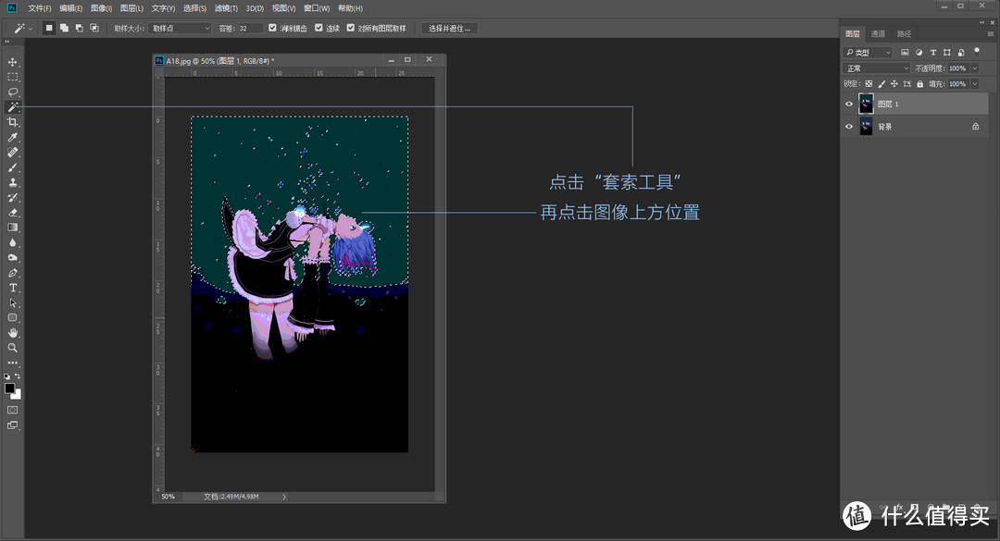 Ps 文件(F) 编辑(E) 图像(I) 图层(L) 文字(Y) 选择(S) 滤镜(T) 3D(D) 视图(V) 窗口(W) 帮助(H)
取样大小: 取样点 容差: 32 消除锯齿 连续 对所有图层取样 选择并遮住...
图层 通道 路径
类型
正常 不透明度: 100%
锁定: 填充: 100%
图层 1
背景
Ps A18.jpg @ 50% (图层 1, RGB/8#) *
0 5 10 15 20 25
0
5
10
15
20
25
30
35
40
4
点击“套索工具”
再点击图像上方位置
50% 文档:2.49M/4.98M
fx
值 什么值得买